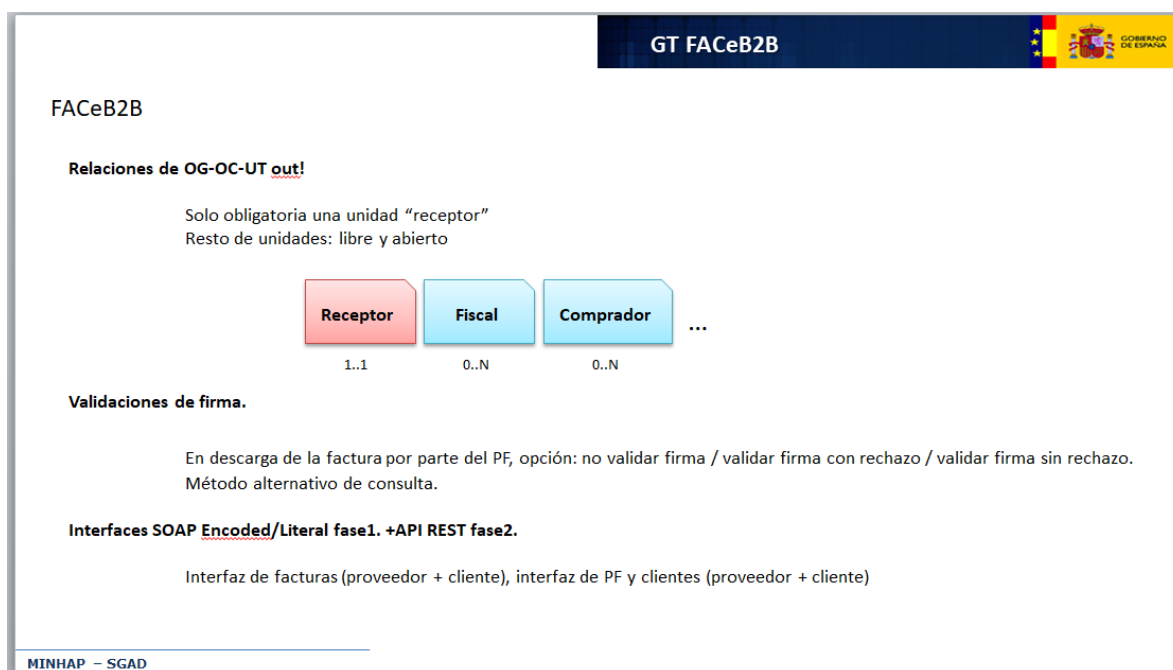 GT FACeB2B
GOBIERNO
DE ESPAÑA
FACeB2B
Relaciones de OG-OC-UT out!
Solo obligatoria una unidad “receptor”
Resto de unidades: libre y abierto
Receptor
Fiscal
Comprador
...
1..1
0..N
0..N
Validaciones de firma.
En descarga de la factura por parte del PF, opción: no validar firma / validar firma con rechazo / validar firma sin rechazo.
Método alternativo de consulta.
Interfaces SOAP Encoded/Literal fase1. +API REST fase2.
Interfaz de facturas (proveedor + cliente), interfaz de PF y clientes (proveedor + cliente)
MINHAP – SGAD